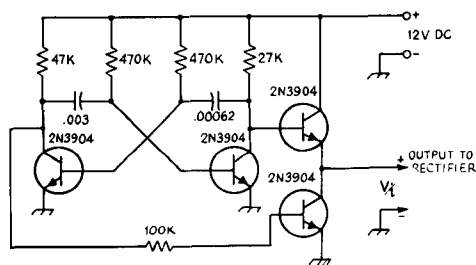 +
12V DC
-
47K
470K
470K
27K
2N3904
.003
.00062
2N3904
2N3904
2N3904
+ OUTPUT TO
RECTIFIER
Vi
-
100K